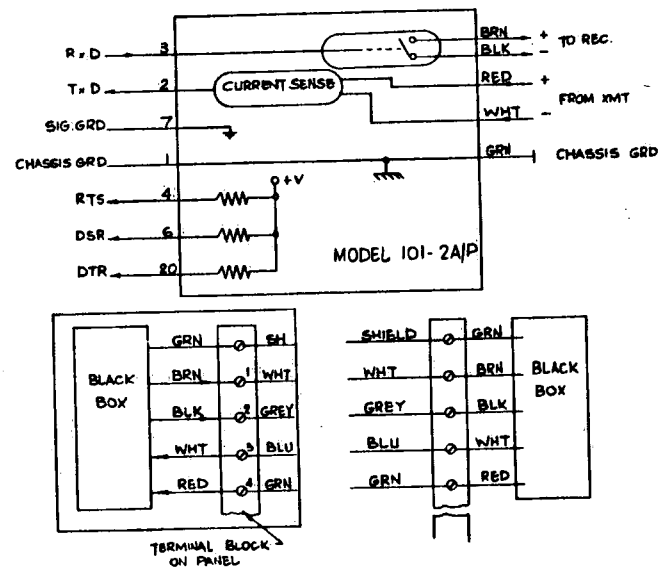 RxD 3 BRN + TO REC.
BLK -
TxD 2 CURRENT SENSE RED +
FROM XMT
WHT -
SIG. GRD 7
CHASSIS GRD 1 GRN CHASSIS GRD
+V
RTS 4
DSR 6
MODEL 101-2A/P
DTR 20
BLACK BOX
GRN SH
BRN 1 WHT
BLK 2 GREY
WHT 3 BLU
RED 4 GRN
TERMINAL BLOCK
ON PANEL
SHIELD GRN
WHT BRN
GREY BLK
BLU WHT
GRN RED
BLACK
BOX